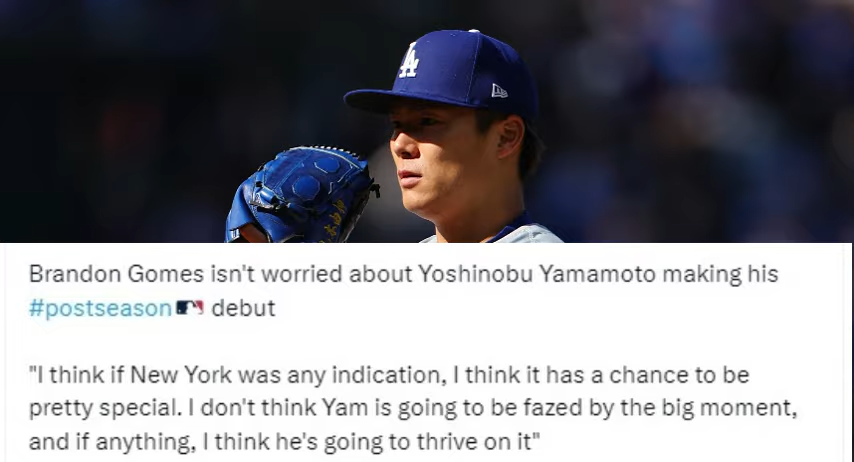 LA
Brandon Gomes isn't worried about Yoshinobu Yamamoto making his
#postseason debut
"I think if New York was any indication, I think it has a chance to be
pretty special. I don't think Yam is going to be fazed by the big moment,
and if anything, I think he's going to thrive on it"